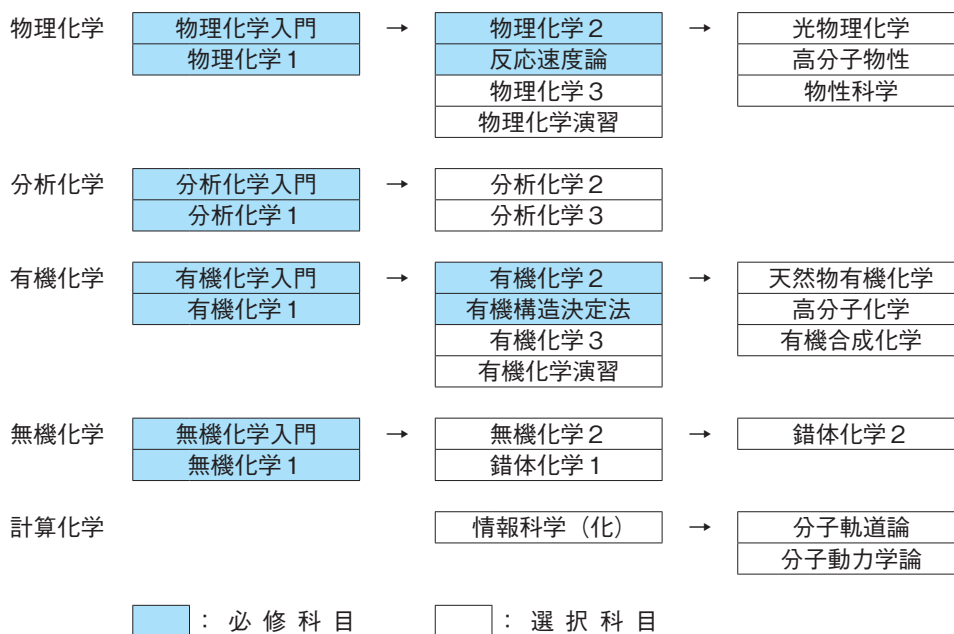 物理化学 物理化学入門 → 物理化学２ → 光物理化学
物理化学１ 反応速度論 高分子物性
物理化学３ 物性科学
物理化学演習
分析化学 分析化学入門 → 分析化学２
分析化学１ 分析化学３
有機化学 有機化学入門 → 有機化学２ → 天然物有機化学
有機化学１ 有機構造決定法 高分子化学
有機化学３ 有機合成化学
有機化学演習
無機化学 無機化学入門 → 無機化学２ → 錯体化学２
無機化学１ 錯体化学１
計算化学 情報科学（化） → 分子軌道論
分子動力学論
：必修科目 ：選択科目